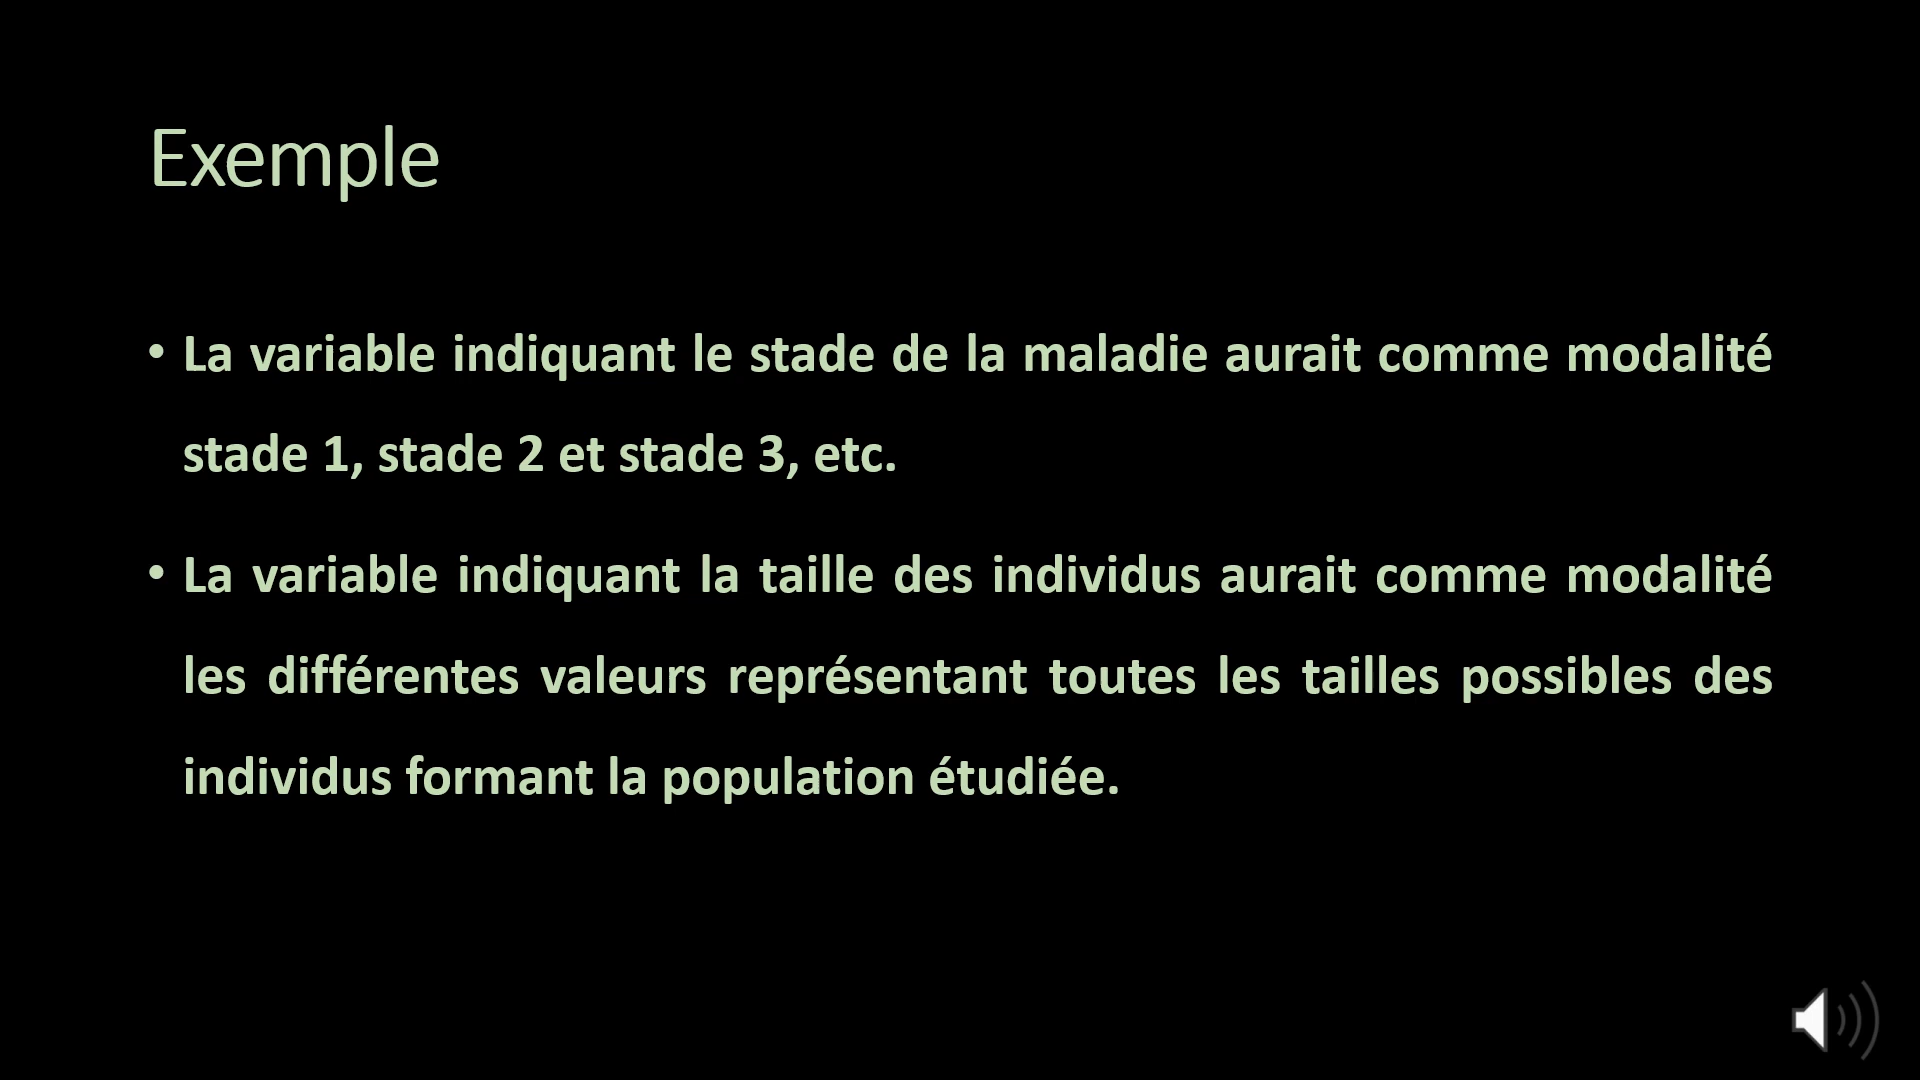 Exemple
• La variable indiquant le stade de la maladie aurait comme modalité
stade 1, stade 2 et stade 3, etc.
• La variable indiquant la taille des individus aurait comme modalité
les différentes valeurs représentant toutes les tailles possibles des
individus formant la population étudiée.